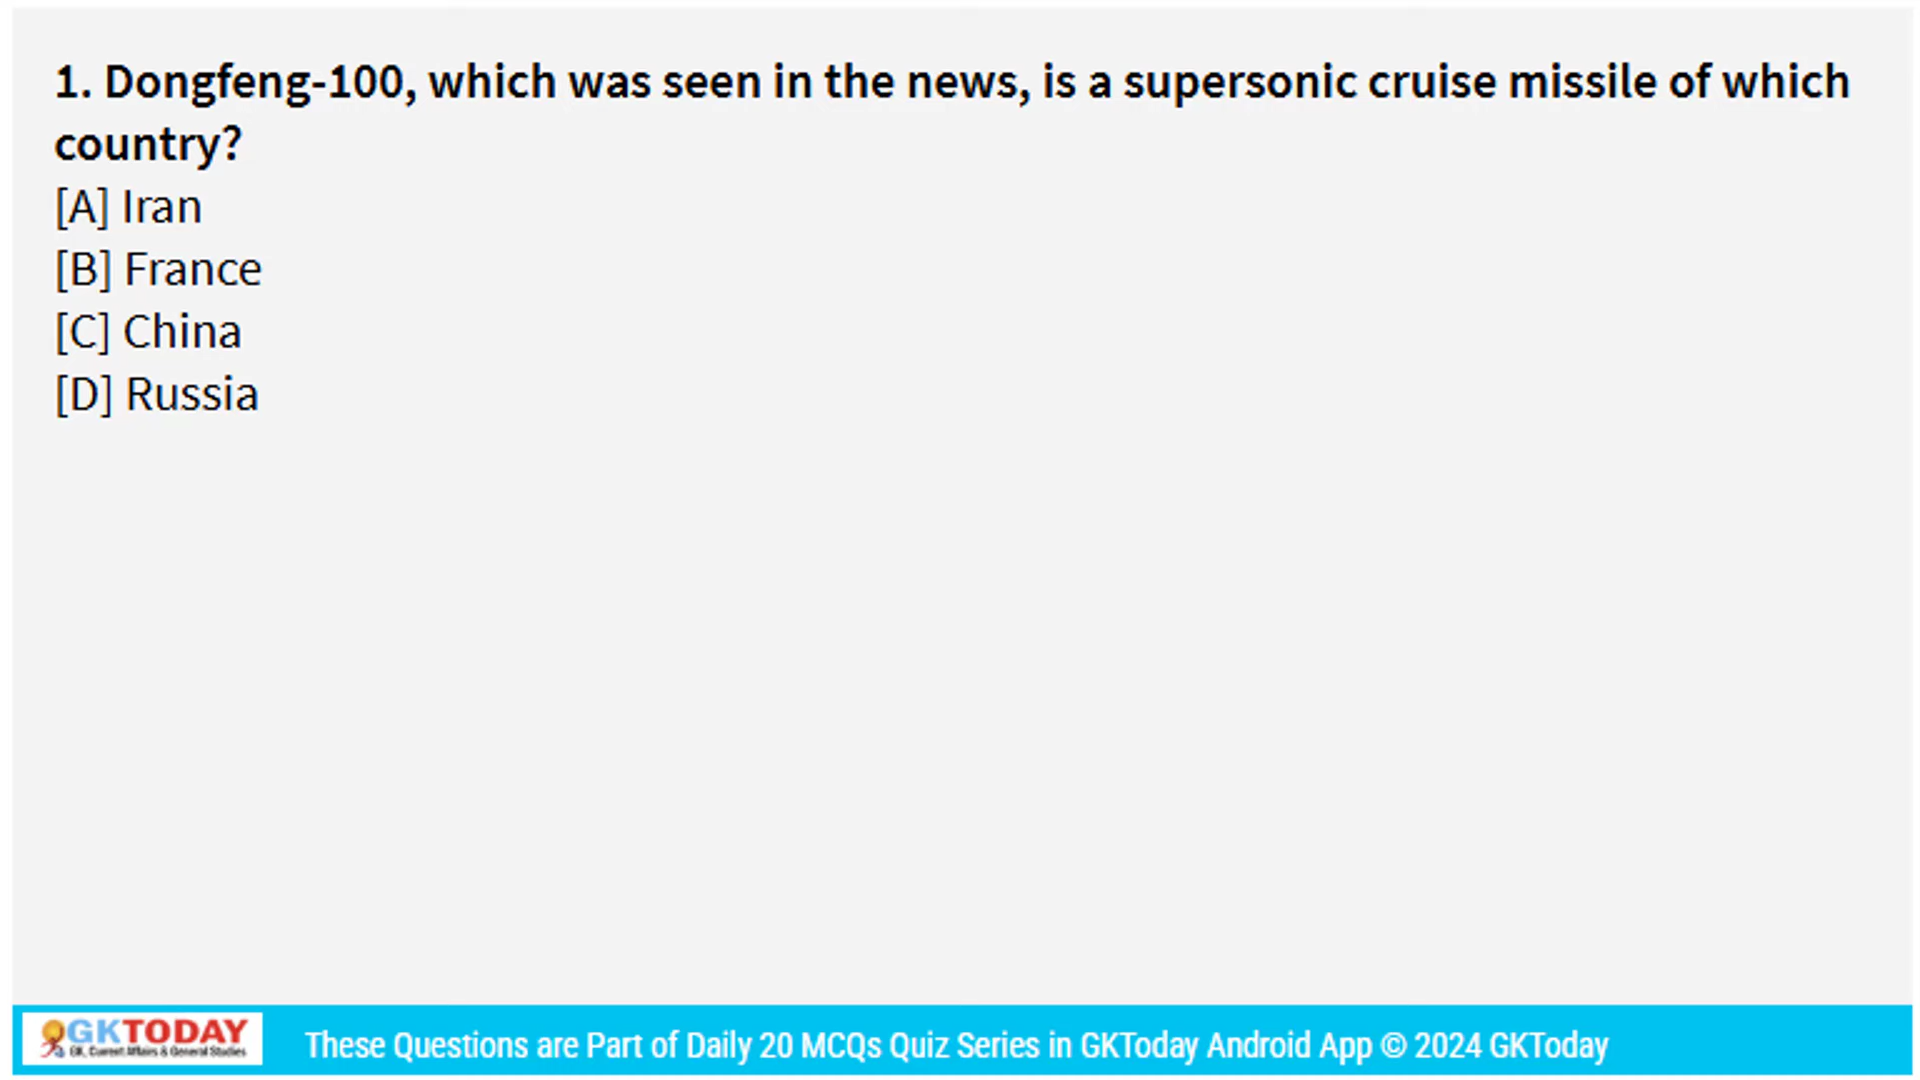 1. Dongfeng-100, which was seen in the news, is a supersonic cruise missile of which
country?
[A] Iran
[B] France
[C] China
[D] Russia
GKTODAY
GK, Current Affairs & General Studies
These Questions are Part of Daily 20 MCQs Quiz Series in GKToday Android App © 2024 GKToday